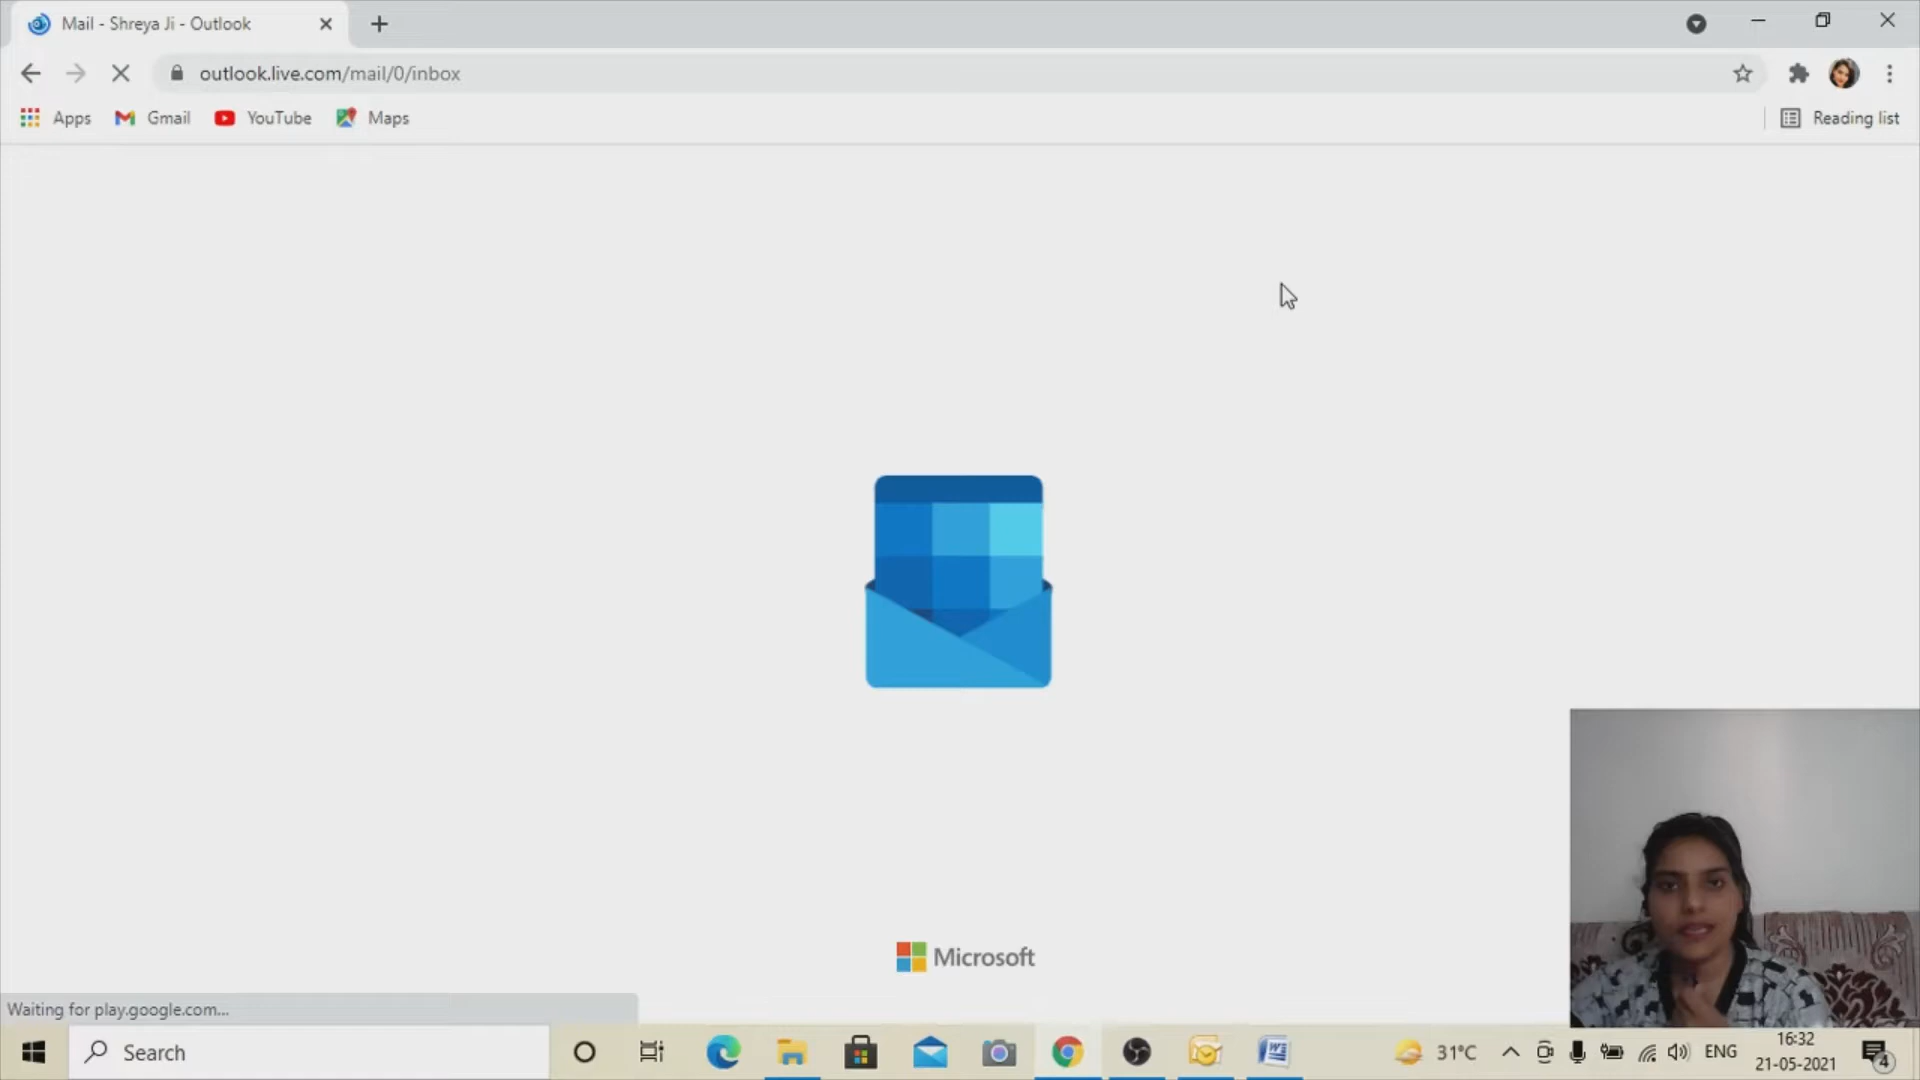 Mail - Shreya Ji - Outlook
outlook.live.com/mail/0/inbox
Apps Gmail YouTube Maps Reading list
Microsoft
Waiting for play.google.com...
Search 31°C ENG 16:32
21-05-2021 4